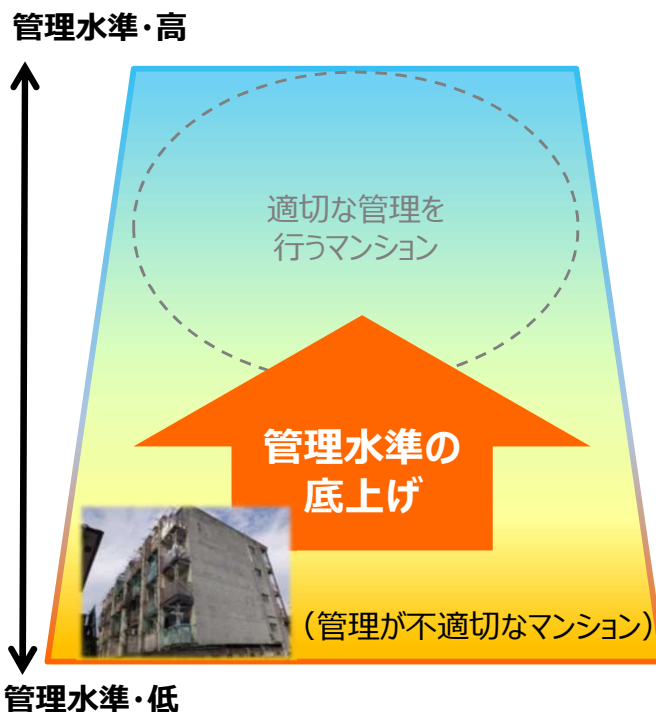 管理水準・高
適切な管理を
行うマンション
管理水準の
底上げ
（管理が不適切なマンション）
管理水準・低